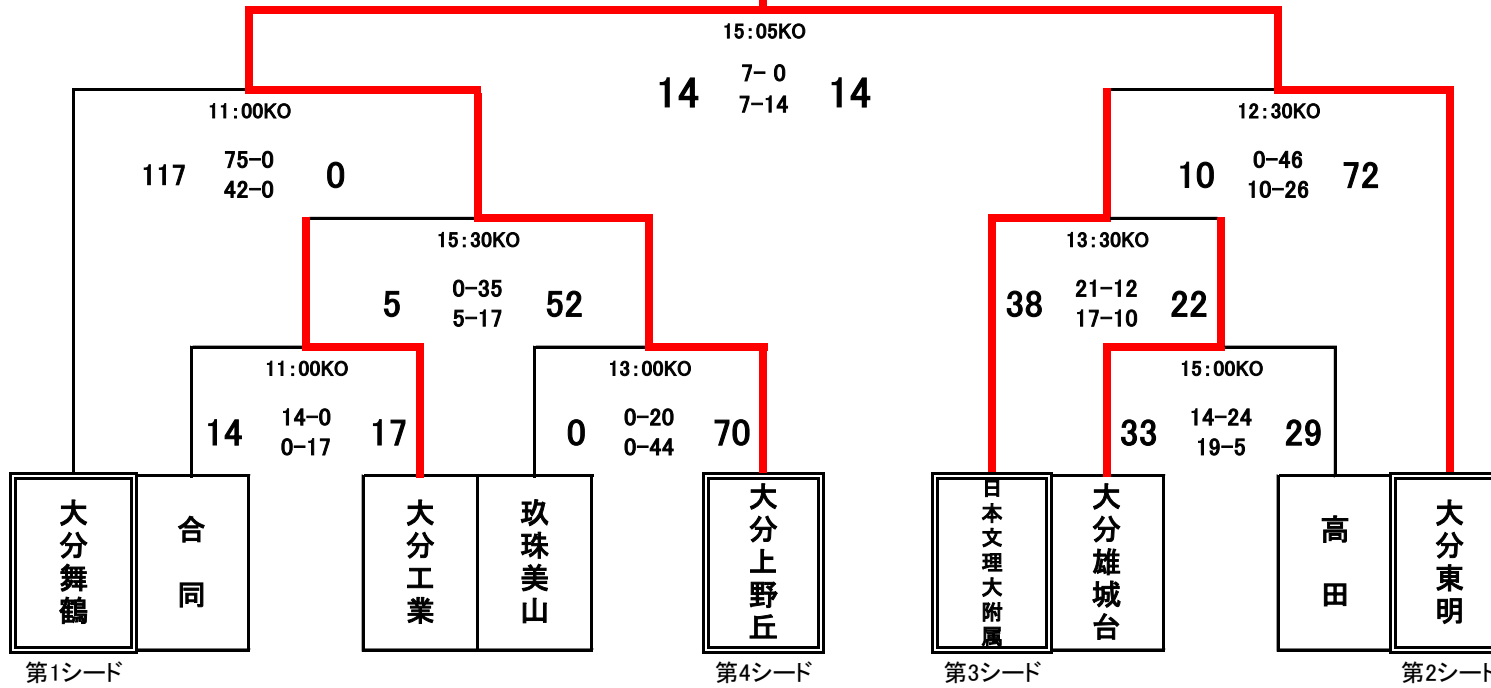 15:05KO
14 7-0 14
7-14
11:00KO
117 75-0 0
42-0
12:30KO
10 0-46 72
10-26
15:30KO
5 0-35 52
5-17
13:30KO
38 21-12 22
17-10
11:00KO
14 14-0 17
0-17
13:00KO
0 0-20 70
0-44
15:00KO
33 14-24 29
19-5
大分舞鶴
合同
大分工業
玖珠美山
大分上野丘
日本文理大附属
大分雄城台
高田
大分東明
第1シード
第4シード
第3シード
第2シード